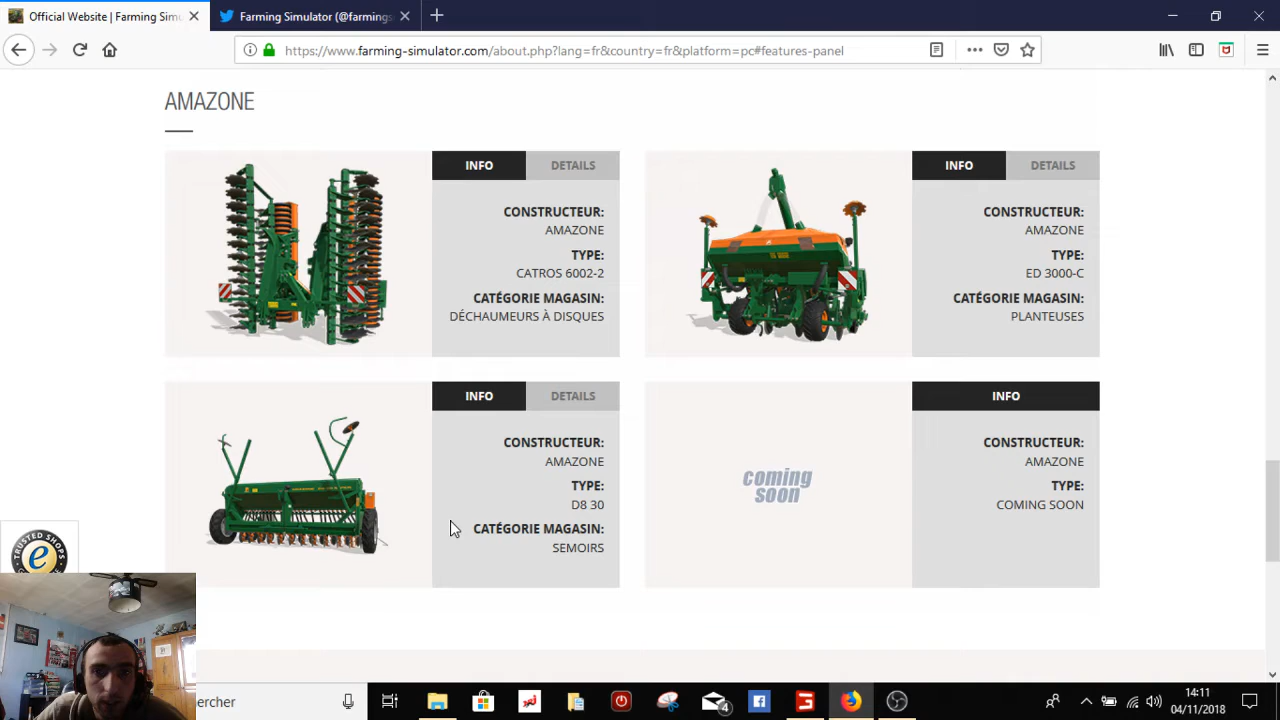 Official Website | Farming Simu
Farming Simulator (@farmings
https://www.farming-simulator.com/about.php?lang=fr&country=fr&platform=pc#features-panel
AMAZONE
INFO DETAILS
CONSTRUCTEUR:
AMAZONE
TYPE:
CATROS 6002-2
CATÉGORIE MAGASIN:
DÉCHAUMEURS À DISQUES
INFO DETAILS
CONSTRUCTEUR:
AMAZONE
TYPE:
ED 3000-C
CATÉGORIE MAGASIN:
PLANTEUSES
INFO DETAILS
CONSTRUCTEUR:
AMAZONE
TYPE:
D8 30
CATÉGORIE MAGASIN:
SEMOIRS
coming
soon
INFO
CONSTRUCTEUR:
AMAZONE
TYPE:
COMING SOON
TRUSTED SHOPS
e
ercher
4
14:11
04/11/2018